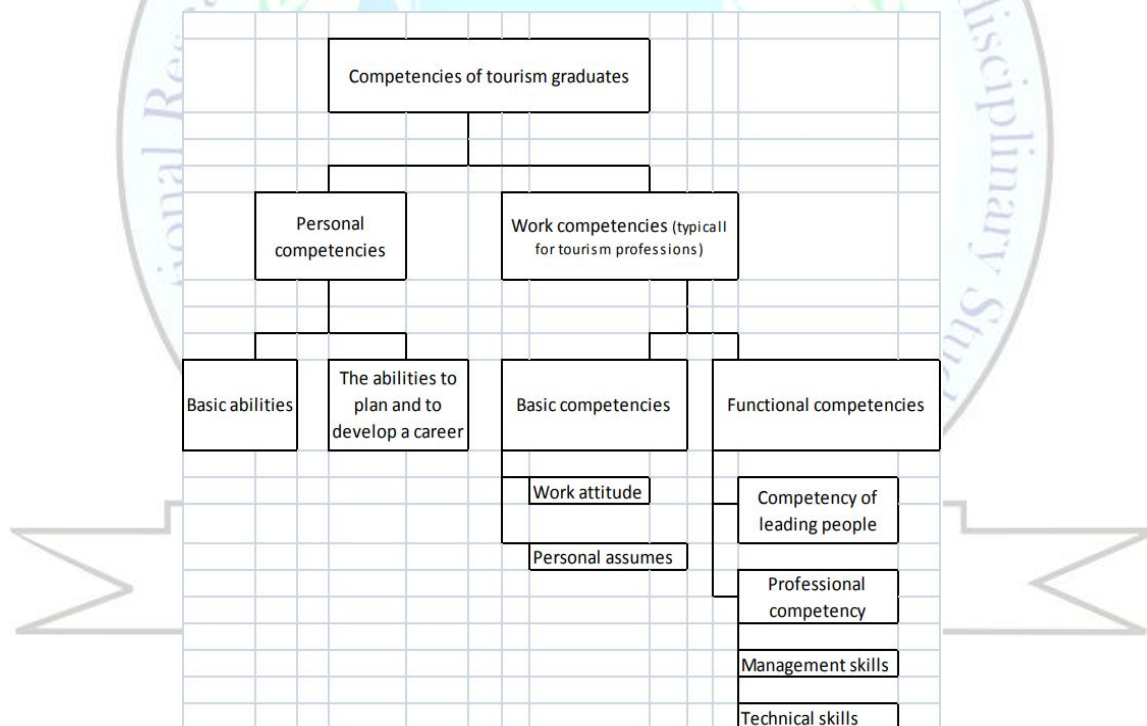 Competencies of tourism graduates
Personal
competencies
Work competencies (typicall
for tourism professions)
Basic abilities
The abilities to
plan and to
develop a career
Basic competencies
Functional competencies
Work attitude
Competency of
leading people
Personal assumes
Professional
competency
Management skills
Technical skills